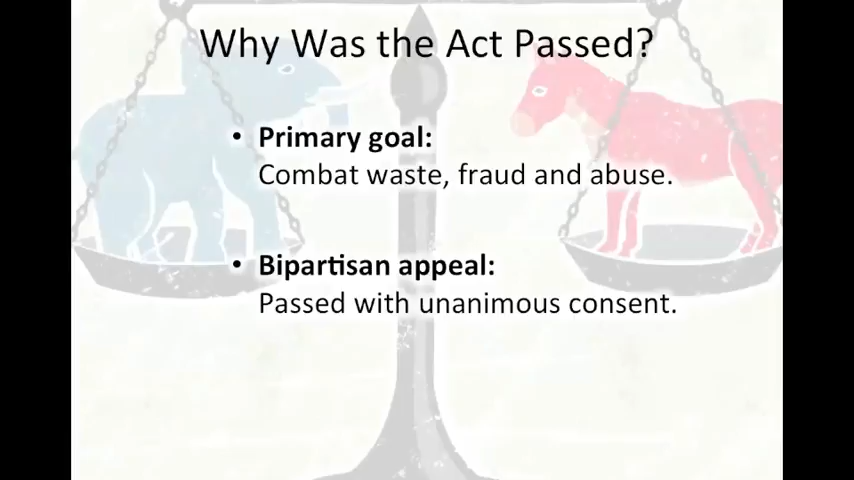 Why Was the Act Passed?
• Primary goal:
Combat waste, fraud and abuse.
• Bipartisan appeal:
Passed with unanimous consent.